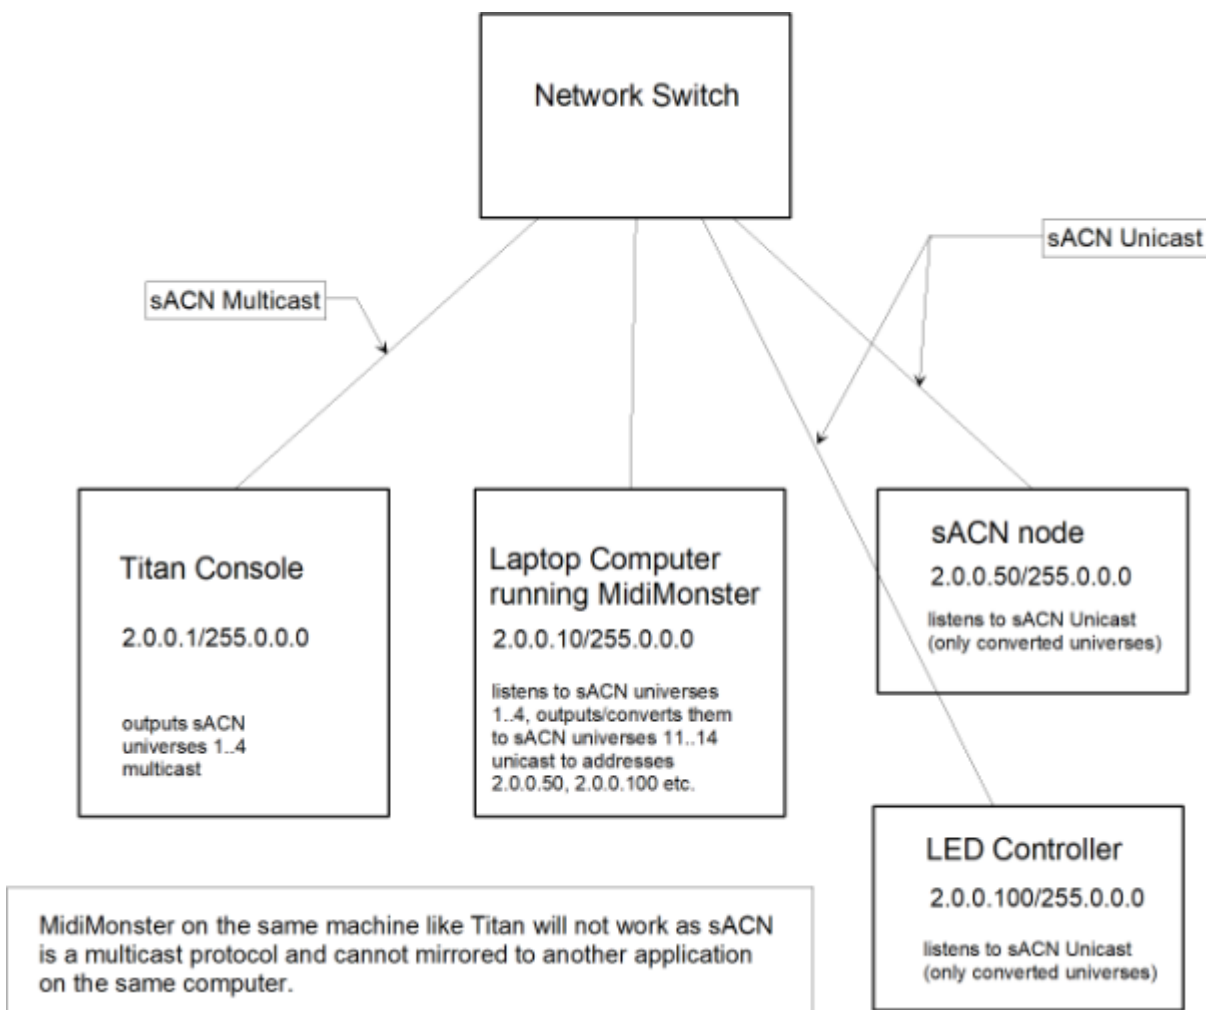 Network Switch
sACN Unicast
sACN Multicast
Titan Console
2.0.0.1/255.0.0.0
outputs sACN
universes 1..4
multicast
Laptop Computer
running MidiMonster
2.0.0.10/255.0.0.0
listens to sACN universes
1..4, outputs/converts them
to sACN universes 11..14
unicast to addresses
2.0.0.50, 2.0.0.100 etc.
sACN node
2.0.0.50/255.0.0.0
listens to sACN Unicast
(only converted universes)
LED Controller
2.0.0.100/255.0.0.0
listens to sACN Unicast
(only converted universes)
MidiMonster on the same machine like Titan will not work as sACN
is a multicast protocol and cannot mirrored to another application
on the same computer.